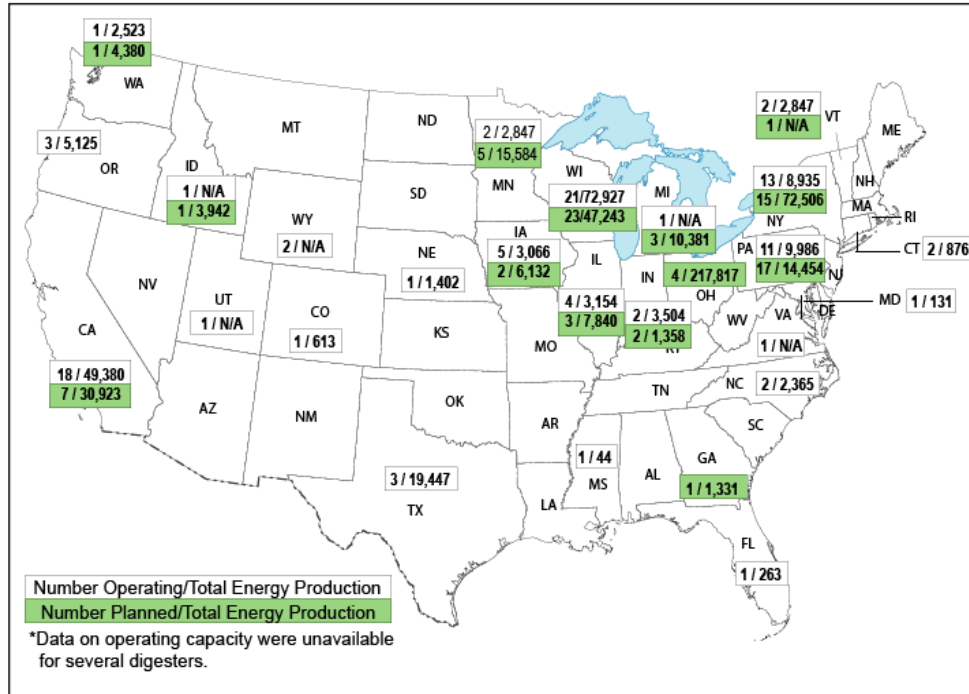 1 / 2,523
1 / 4,380
WA
3 / 5,125
OR
ID
1 / N/A
1 / 3,942
MT
ND
SD
WY
2 / N/A
NE
1 / 1,402
NV
UT
1 / N/A
CO
1 / 613
KS
CA
18 / 49,380
7 / 30,923
AZ
NM
OK
3 / 19,447
TX
2 / 2,847
5 / 15,584
MN
WI
21/72,927
23/47,243
MI
1 / N/A
3 / 10,381
IA
5 / 3,066
2 / 6,132
IL
4 / 3,154
3 / 7,840
MO
IN
2 / 3,504
2 / 1,358
KY
4 / 217,817
OH
2 / 2,847
1 / N/A
VT
ME
13 / 8,935
15 / 72,506
NY
NH
MA
RI
CT 2 / 876
PA
11 / 9,986
17 / 14,454
NJ
MD
1 / 131
DE
WV
VA
1 / N/A
NC
2 / 2,365
TN
SC
AR
1 / 44
MS
AL
GA
1 / 1,331
LA
FL
1 / 263
Number Operating/Total Energy Production
Number Planned/Total Energy Production
*Data on operating capacity were unavailable
for several digesters.